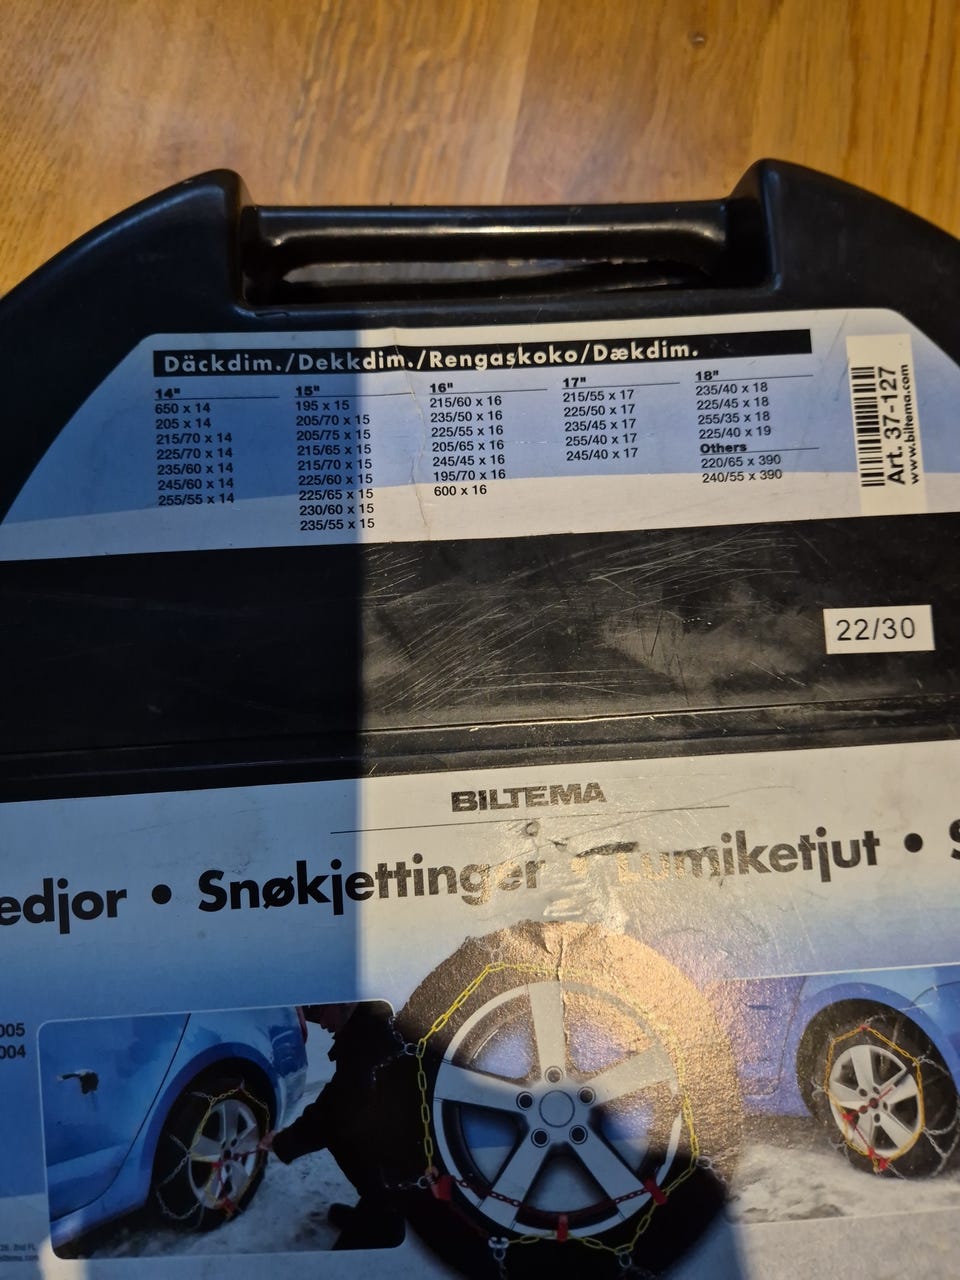 Däckdim./Dekkdim./Rengaskoko/Dækdim.
14"
650 x 14
205 x 14
215/70 x 14
225/70 x 14
235/60 x 14
245/60 x 14
255/55 x 14
15"
195 x 15
205/70 x 15
205/75 x 15
215/65 x 15
215/70 x 15
225/60 x 15
225/65 x 15
230/60 x 15
235/55 x 15
16"
215/60 x 16
235/50 x 16
225/55 x 16
205/65 x 16
245/45 x 16
195/70 x 16
600 x 16
17"
215/55 x 17
225/50 x 17
235/45 x 17
255/40 x 17
245/40 x 17
18"
235/40 x 18
225/45 x 18
255/35 x 18
225/40 x 19
Others
220/65 x 390
240/55 x 390
Art. 37-127
www.biltema.com
22/30
BILTEMA
edjor • Snøkjettinger • Lumiketjut • S
005
004